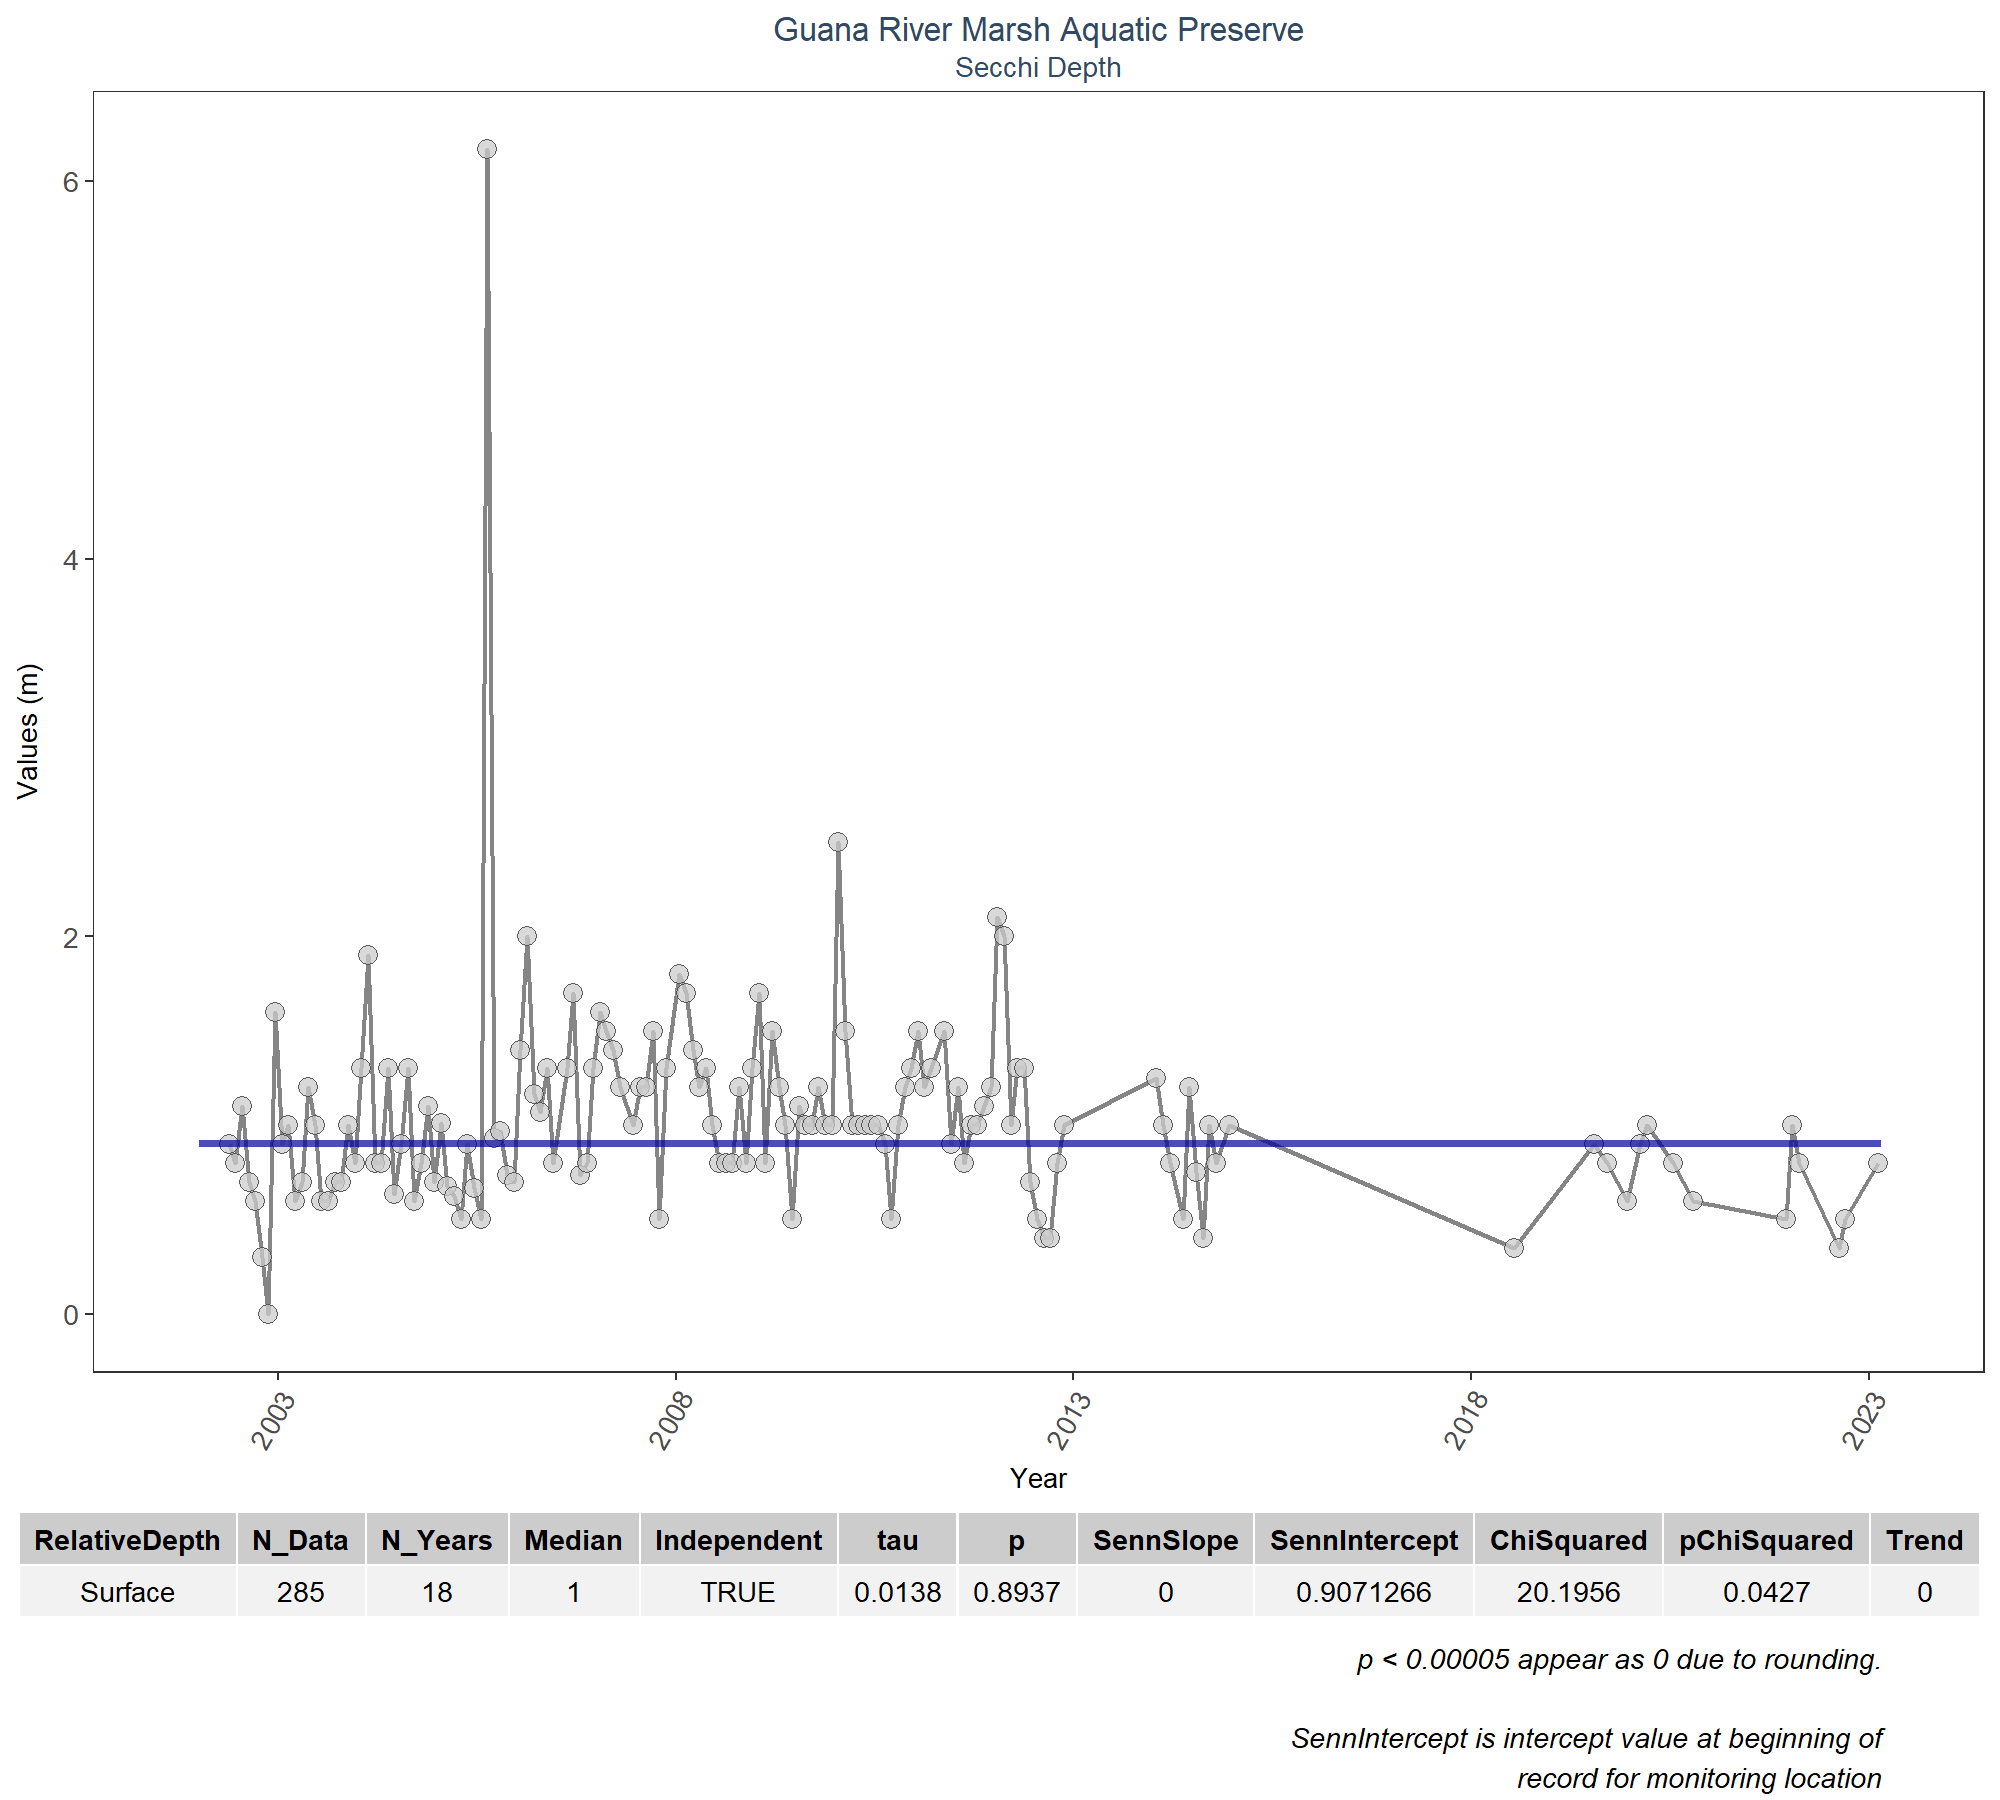 Guana River Marsh Aquatic Preserve
Secchi Depth
Values (m)
6
4
2
0
2003 2008 2013 2018 2023
Year
RelativeDepth N_Data N_Years Median Independent tau p SennSlope SennIntercept ChiSquared pChiSquared Trend
Surface 285 18 1 TRUE 0.0138 0.8937 0 0.9071266 20.1956 0.0427 0
p < 0.00005 appear as 0 due to rounding.
SennIntercept is intercept value at beginning of
record for monitoring location